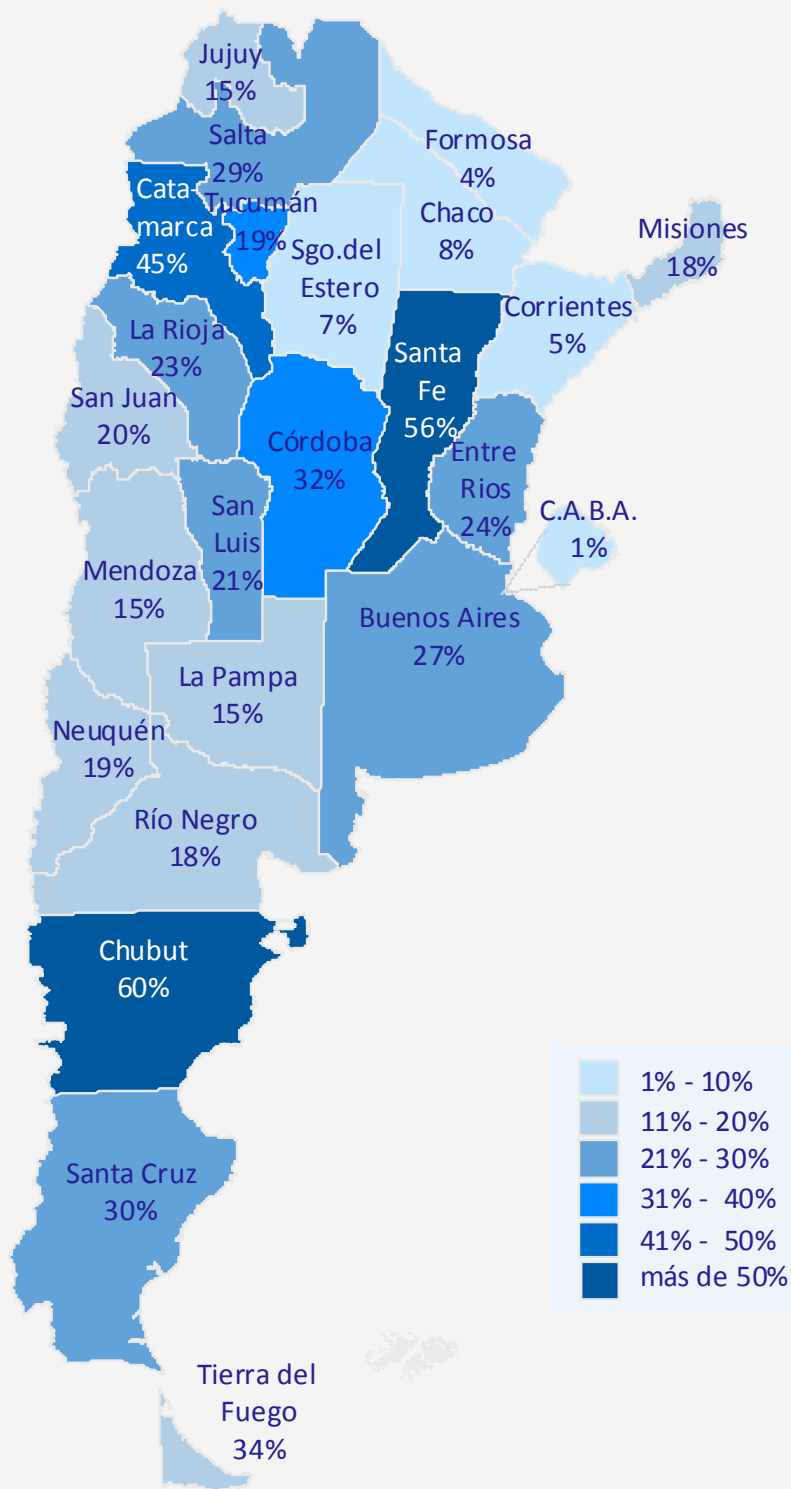 Jujuy
15%
Salta
29%
Formosa
4%
Cata-
marca
45%
Tucumán
19%
Chaco
8%
Misiones
18%
Sgo.del
Estero
7%
Corrientes
5%
La Rioja
23%
Santa
Fe
56%
San Juan
20%
Córdoba
32%
Entre
Rios
24%
San
Luis
21%
C.A.B.A.
1%
Mendoza
15%
Buenos Aires
27%
La Pampa
15%
Neuquén
19%
Río Negro
18%
Chubut
60%
Santa Cruz
30%
Tierra del
Fuego
34%
1% - 10%
11% - 20%
21% - 30%
31% -  40%
41% -  50%
más de 50%